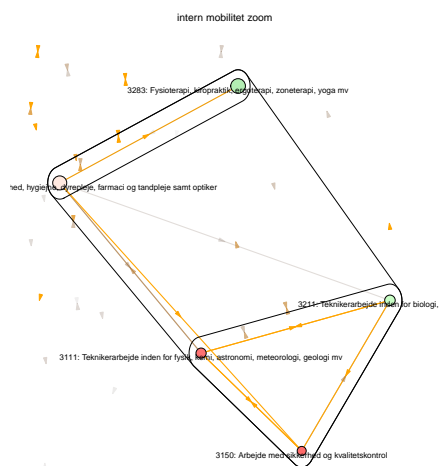 intern mobilitet zoom
3283: Fysioterapi, kiropraktik, ergoterapi, zoneterapi, yoga mv
hed, hygiejne, dyrepleje, farmaci og tandpleje samt optiker
3211: Teknikerarbejde inden for biologi,
3111: Teknikerarbejde inden for fysik, kemi, astronomi, meteorologi, geologi mv
3150: Arbejde med sikkerhed og kvalitetskontrol